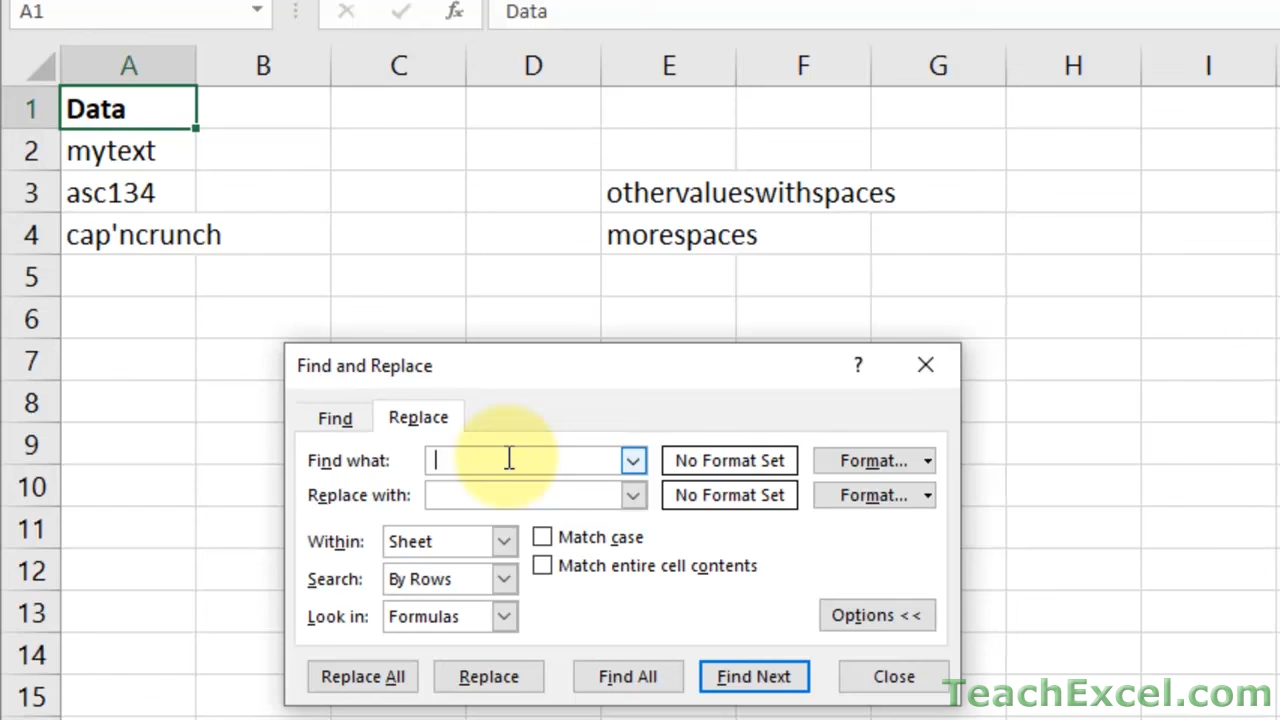 A1 fx Data
A B C D E F G H I
1 Data
2 mytext
3 asc134 othervalueswithspaces
4 cap'ncrunch morespaces
5
6
7
8
9
10
11
12
13
14
15
Find and Replace ?
Find Replace
Find what: No Format Set Format...
Replace with: No Format Set Format...
Within: Sheet Match case
Search: By Rows Match entire cell contents
Look in: Formulas Options <<
Replace All Replace Find All Find Next Close
TeachExcel.com